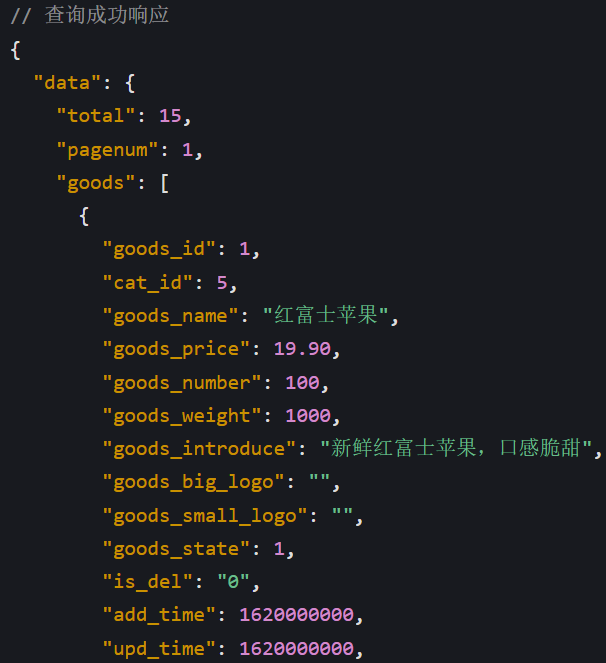 // 查询成功响应
{
"data": {
"total": 15,
"pagenum": 1,
"goods": [
{
"goods_id": 1,
"cat_id": 5,
"goods_name": "红富士苹果",
"goods_price": 19.90,
"goods_number": 100,
"goods_weight": 1000,
"goods_introduce": "新鲜红富士苹果，口感脆甜",
"goods_big_logo": "",
"goods_small_logo": "",
"goods_state": 1,
"is_del": "0",
"add_time": 1620000000,
"upd_time": 1620000000,